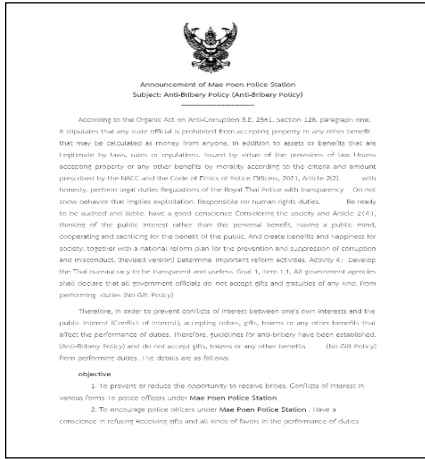 Announcement of Mae Poen Police Station
Subject: Anti-Bribery Policy (Anti-Bribery Policy)
According to the Organic Act on Anti-Corruption B.E. 2561, Section 128, paragraph one,
it stipulates that any state official is prohibited from accepting property or any other benefit
that may be calculated as money from anyone. In addition to assets or benefits that are
Legitimate by laws, rules or regulations. Issued by virtue of the provisions of law Unless
accepting property or any other benefits by morality according to the criteria and amount
prescribed by the NACC and the Code of Ethics of Police Officers, 2021, Article 2(2) with
honesty, perform legal duties Regulations of the Royal Thai Police with transparency Do not
show behavior that implies exploitation. Responsible for human rights duties. Be ready
to be audited and liable. have a good conscience Considering the society and Article 2(4),
thinking of the public interest rather than the personal benefit, having a public mind,
cooperating and sacrificing for the benefit of the public. And create benefits and happiness for
society, together with a national reform plan for the prevention and suppression of corruption
and misconduct, (Revised version) Determine important reform activities, Activity 4: Develop
the Thai bureaucracy to be transparent and useless. Goal 1, item 1.1, All government agencies
shall declare that all government officials do not accept gifts and gratuities of any kind. from
performing duties (No Gift Policy)
Therefore, in order to prevent conflicts of interest between one's own interests and the
public interest (Conflict of Interest), accepting bribes, gifts, tokens or any other benefits that
affect the performance of duties. Therefore, guidelines for anti-bribery have been established.
(Anti-Bribery Policy) and do not accept gifts, tokens or any other benefits (No Gift Policy)
from performing duties. The details are as follows:
objective
1. To prevent or reduce the opportunity to receive bribes. Conflicts of interest in
various forms To police officers under Mae Poen Police Station
2. To encourage police officers under Mae Poen Police Station . Have a
conscience in refusing Receiving gifts and all kinds of favors in the performance of duties